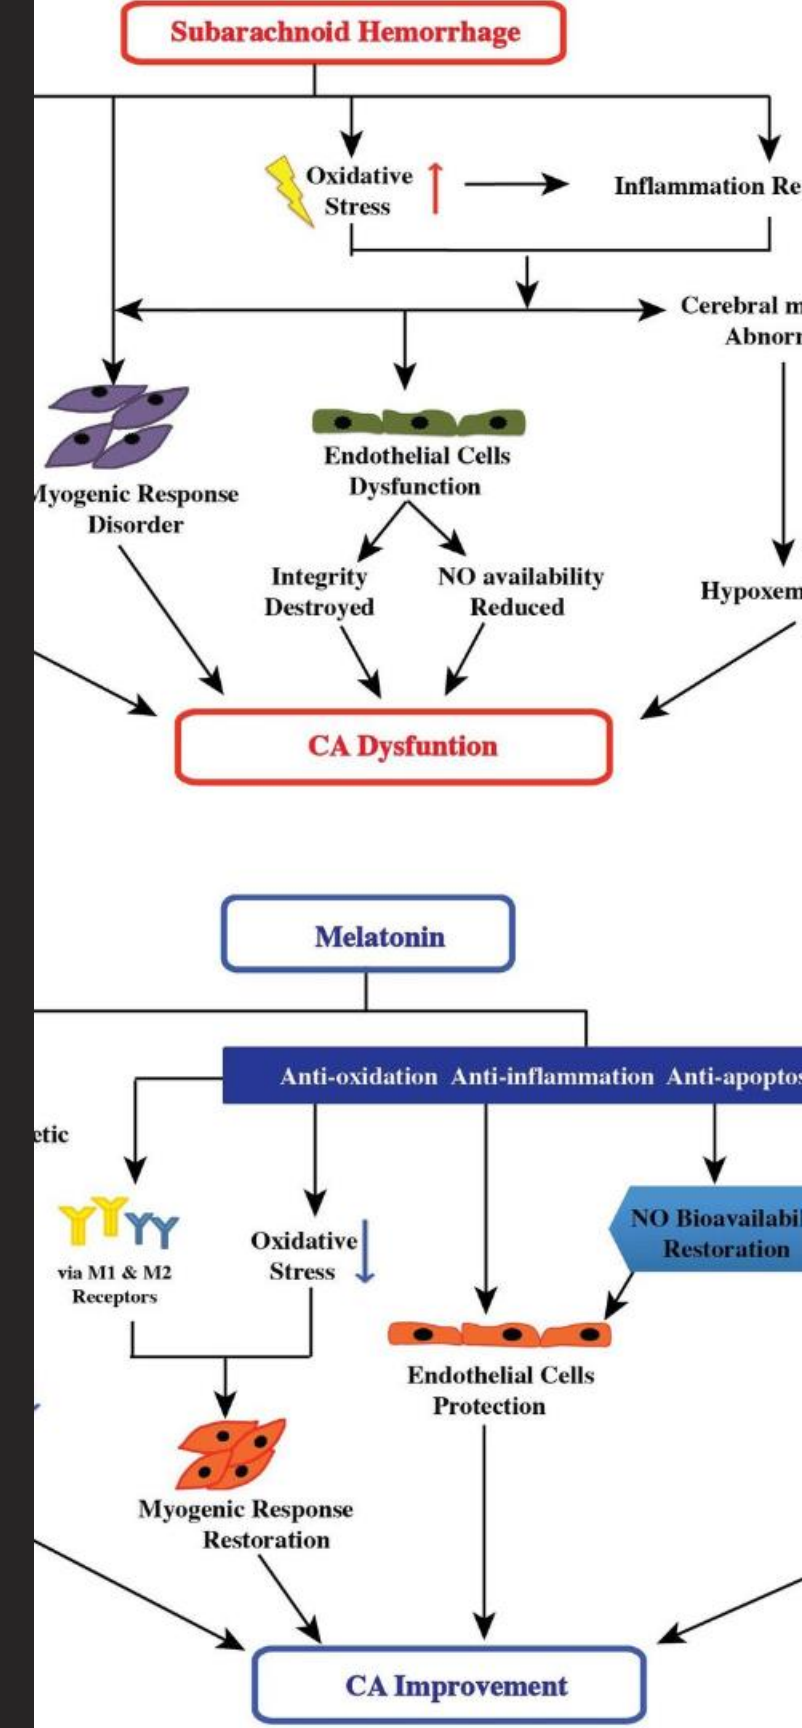 Subarachnoid Hemorrhage
Oxidative
Stress
Inflammation Re
Cerebral m
Abnorr
Endothelial Cells
Dysfunction
Myogenic Response
Disorder
Integrity
Destroyed
NO availability
Reduced
Hypoxem
CA Dysfuntion
Melatonin
Anti-oxidation Anti-inflammation Anti-apoptos
etic
NO Bioavailabil
Restoration
Oxidative
Stress
via M1 & M2
Receptors
Endothelial Cells
Protection
Myogenic Response
Restoration
CA Improvement